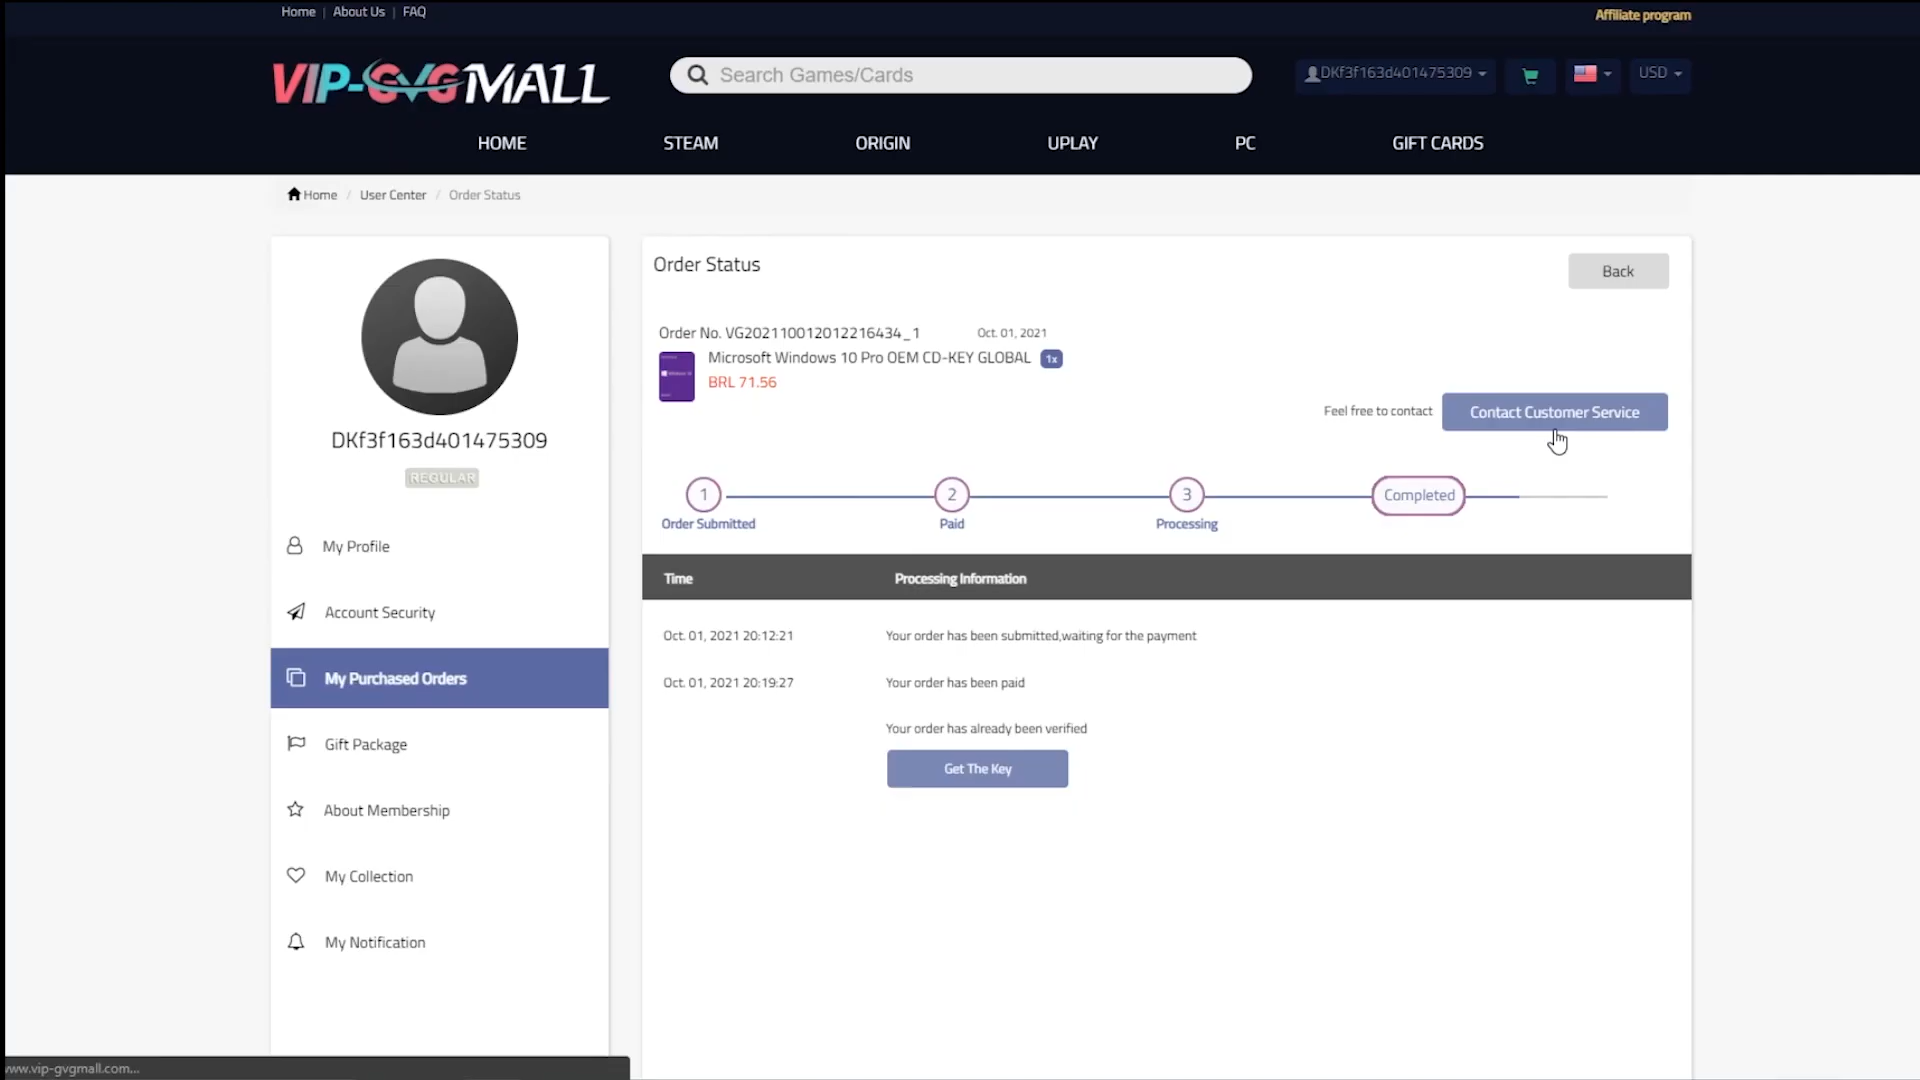 Home | About Us | FAQ
Affiliate program
VIP-GVGMALL
Search Games/Cards
DKf3f163d401475309
USD
HOME STEAM ORIGIN UPLAY PC GIFT CARDS
Home / User Center / Order Status
DKf3f163d401475309
REGULAR
My Profile
Account Security
My Purchased Orders
Gift Package
About Membership
My Collection
My Notification
Order Status
Back
Order No. VG202110012012216434_1 Oct. 01, 2021
Microsoft Windows 10 Pro OEM CD-KEY GLOBAL 1x
BRL 71.56
Feel free to contact Contact Customer Service
1 2 3 Completed
Order Submitted Paid Processing
Time Processing Information
Oct. 01, 2021 20:12:21 Your order has been submitted,waiting for the payment
Oct. 01, 2021 20:19:27 Your order has been paid
Your order has already been verified
Get The Key
www.vip-gvgmall.com...